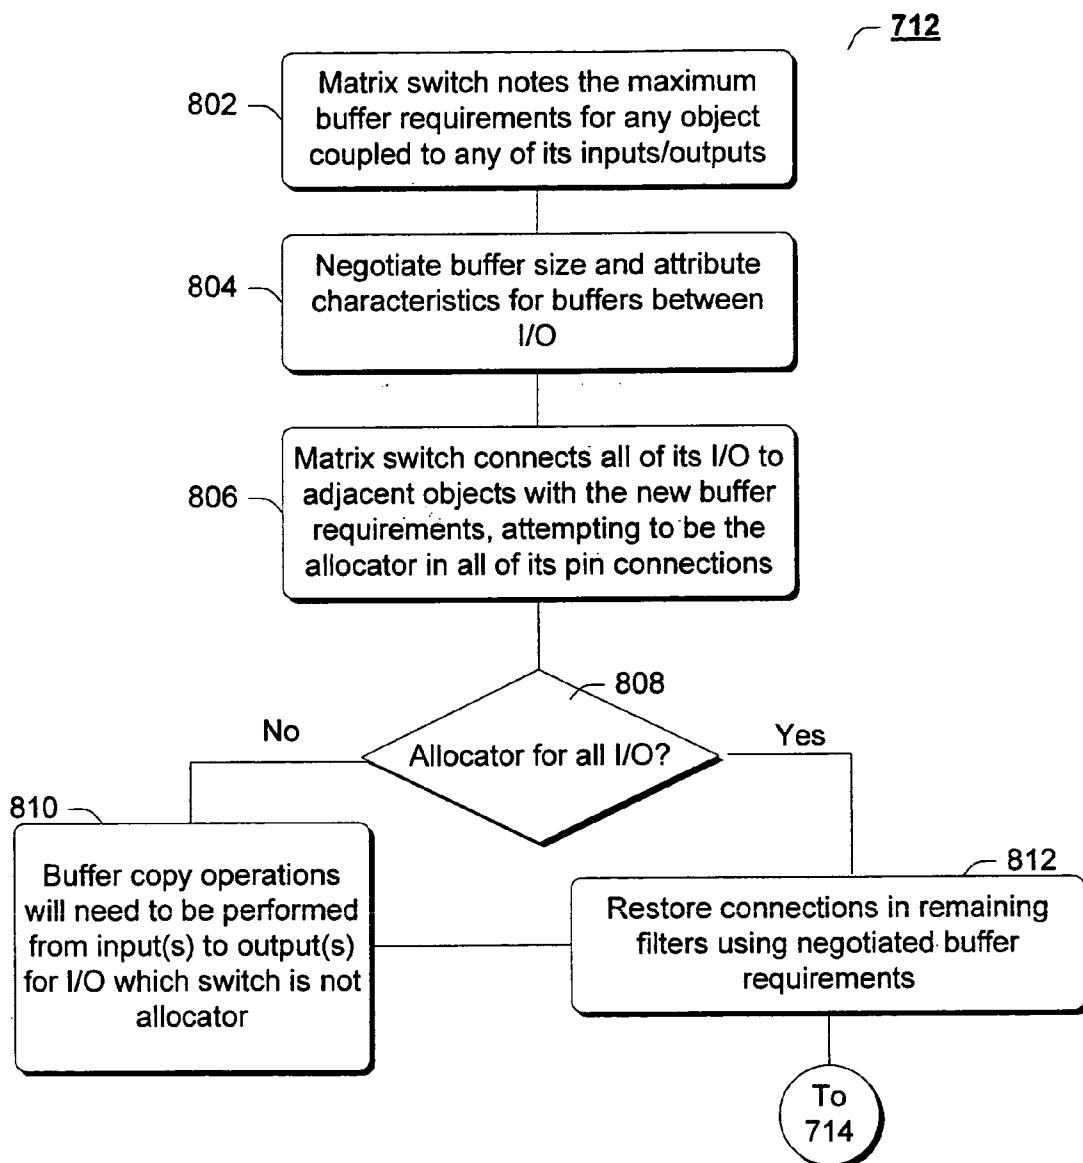 712
802
Matrix switch notes the maximum
buffer requirements for any object
coupled to any of its inputs/outputs
804
Negotiate buffer size and attribute
characteristics for buffers between
I/O
806
Matrix switch connects all of its I/O to
adjacent objects with the new buffer
requirements, attempting to be the
allocator in all of its pin connections
808
No
Allocator for all I/O?
Yes
810
Buffer copy operations
will need to be performed
from input(s) to output(s)
for I/O which switch is not
allocator
812
Restore connections in remaining
filters using negotiated buffer
requirements
To
714